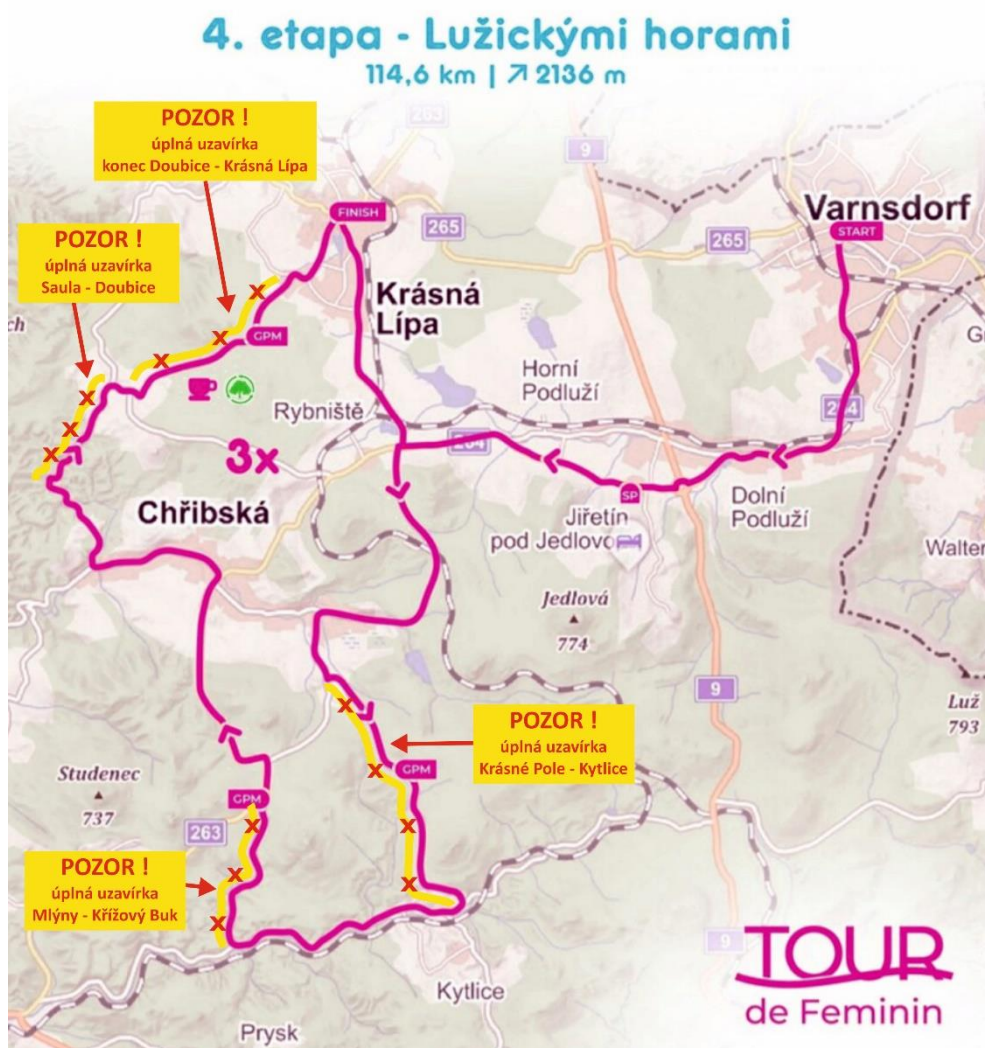 4. etapa - Lužickými horami
114,6 km | ↗ 2136 m
POZOR !
úplná uzavírka
konec Doubice - Krásná Lípa
263
9
FINISH
265
265
Varnsdorf
START
POZOR !
úplná uzavírka
Saula - Doubice
Krásná
Lípa
GPM
Horní
Podluží
264
Rybniště
264
3x
SP
Dolní
Podluží
Chřibská
Jiřetín
pod Jedlovo
Walter
Jedlová
774
9
Luž
793
POZOR !
úplná uzavírka
Krásné Pole - Kytlice
GPM
Studenec
737
GPM
263
POZOR !
úplná uzavírka
Mlýny - Křížový Buk
9
TOUR
de Feminin
Kytlice
Prysk